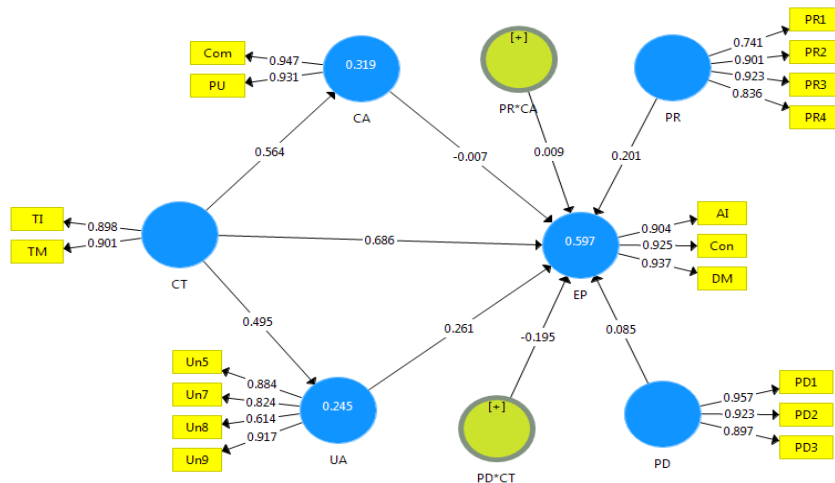 PR1
[+]
Com
0.741
PR2
0.947
0.319
0.901
0.923
PR3
PU
0.931
0.836
PR4
CA
PR*CA
PR
0.564
-0.007
0.009
0.201
TI
0.898
AI
0.904
TM
0.901
0.686
0.597
0.925
Con
0.937
DM
CT
EP
0.495
0.261
-0.195
0.085
Un5
0.884
PD1
Un7
0.824
0.957
[+]
0.245
0.923
PD2
Un8
0.614
0.917
0.897
PD3
Un9
UA
PD*CT
PD